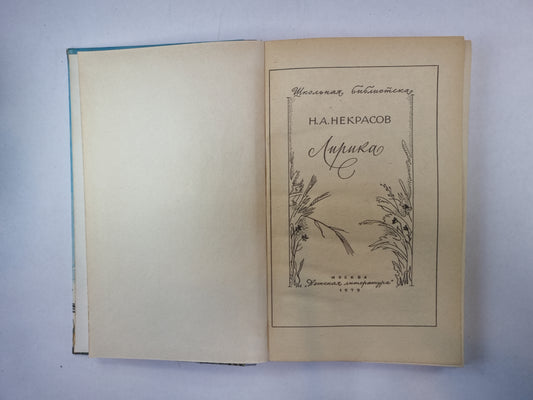 Школьная библиотека
Н.А.НЕКРАСОВ
Лирика
МОСКВА
"Детская литература"